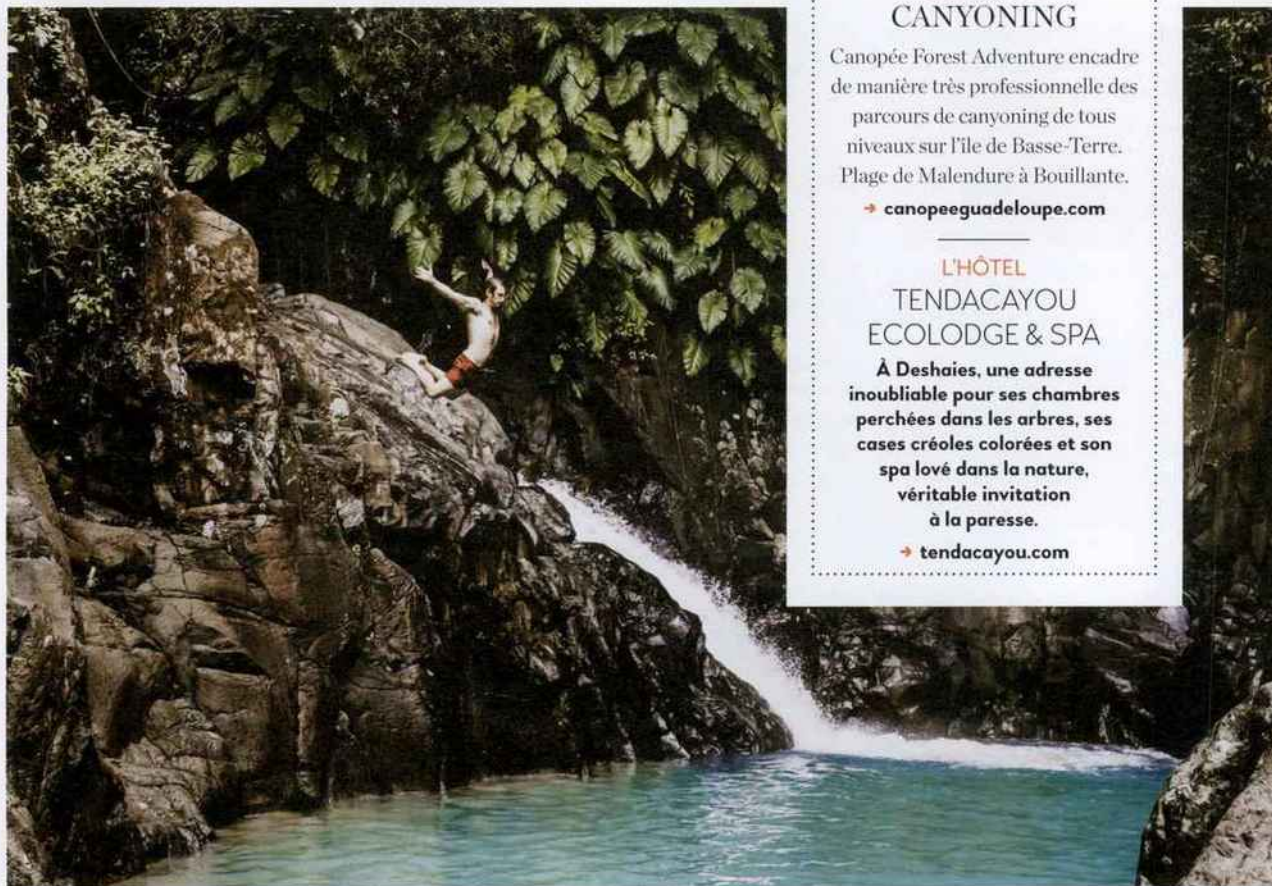 CANYONING
Canopée Forest Adventure encadre
de manière très professionnelle des
parcours de canyoning de tous
niveaux sur l'île de Basse-Terre.
Plage de Malendure à Bouillante.
→ canopeeguadeloupe.com
L'HÔTEL
TENDACAYOU
ECOLODGE & SPA
À Deshaies, une adresse
inoubliable pour ses chambres
perchées dans les arbres, ses
cases créoles colorées et son
spa lové dans la nature,
véritable invitation
à la paresse.
→ tendacayou.com